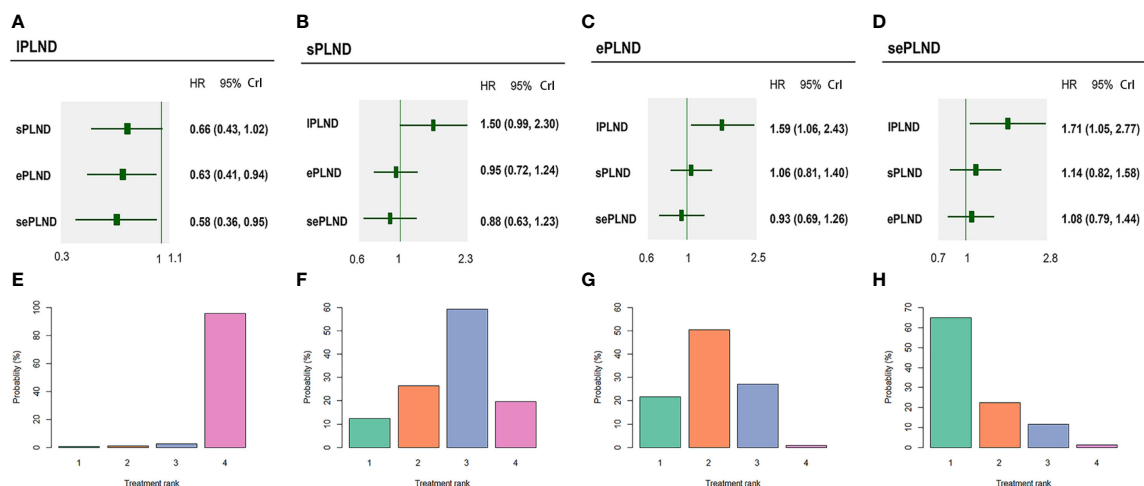 A
lPLND
HR 95% CrI
sPLND 0.66 (0.43, 1.02)
ePLND 0.63 (0.41, 0.94)
sePLND 0.58 (0.36, 0.95)
0.3 1 1.1
B
sPLND
HR 95% CrI
lPLND 1.50 (0.99, 2.30)
ePLND 0.95 (0.72, 1.24)
sePLND 0.88 (0.63, 1.23)
0.6 1 2.3
C
ePLND
HR 95% CrI
lPLND 1.59 (1.06, 2.43)
sPLND 1.06 (0.81, 1.40)
sePLND 0.93 (0.69, 1.26)
0.6 1 2.5
D
sePLND
HR 95% CrI
lPLND 1.71 (1.05, 2.77)
sPLND 1.14 (0.82, 1.58)
ePLND 1.08 (0.79, 1.44)
0.7 1 2.8
E
Probability (%)
100
80
60
40
20
0
1 2 3 4
Treatment rank
F
Probability (%)
60
50
40
30
20
10
0
1 2 3 4
Treatment rank
G
Probability (%)
60
50
40
30
20
10
0
1 2 3 4
Treatment rank
H
Probability (%)
70
60
50
40
30
20
10
0
1 2 3 4
Treatment rank